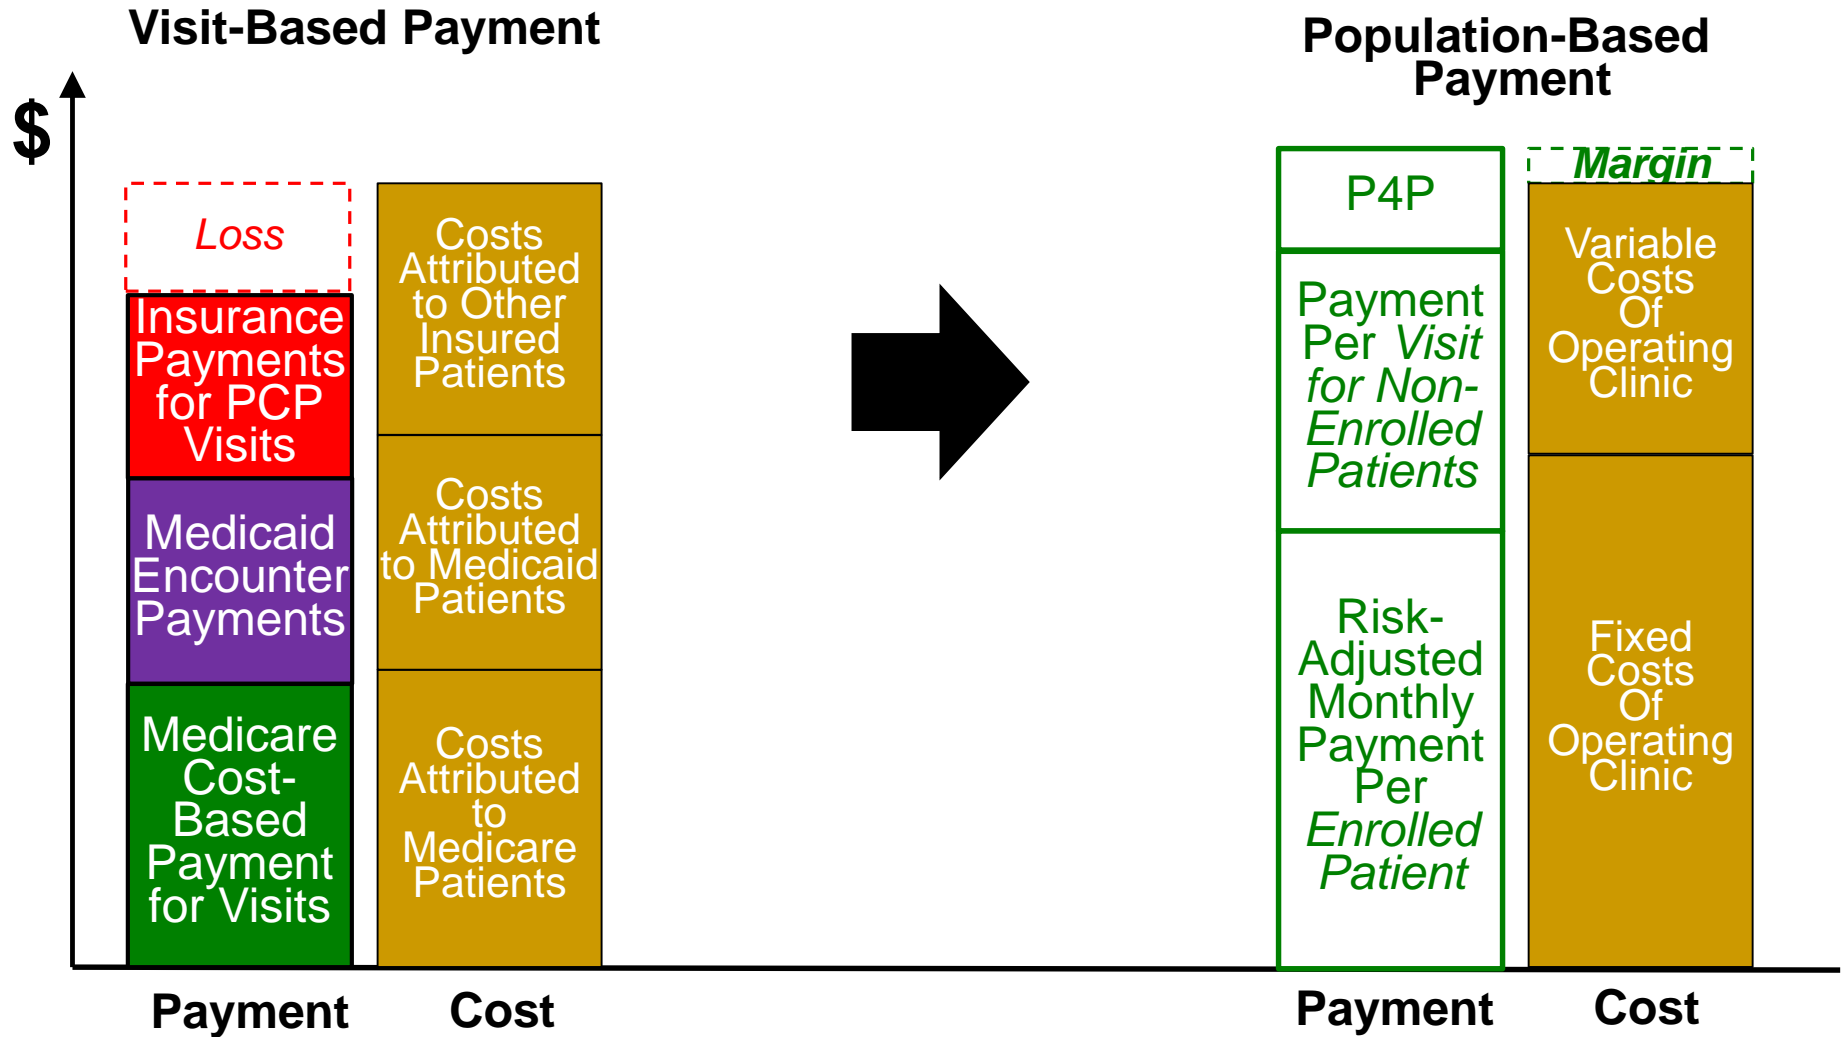 Visit-Based Payment
Population-Based
Payment
$
Loss
Insurance
Payments
for PCP
Visits
Medicaid
Encounter
Payments
Medicare
Cost-
Based
Payment
for Visits
Costs
Attributed
to Other
Insured
Patients
Costs
Attributed
to Medicaid
Patients
Costs
Attributed
to
Medicare
Patients
P4P
Payment
Per Visit
for Non-
Enrolled
Patients
Risk-
Adjusted
Monthly
Payment
Per
Enrolled
Patient
Margin
Variable
Costs
Of
Operating
Clinic
Fixed
Costs
Of
Operating
Clinic
Payment
Cost
Payment
Cost